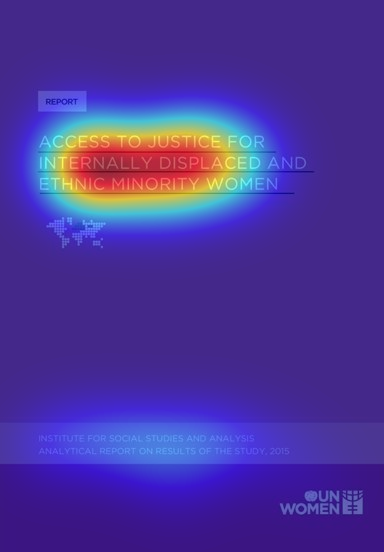 REPORT
ACCESS TO JUSTICE FOR
INTERNALLY DISPLACED AND
ETHNIC MINORITY WOMEN
INSTITUTE FOR SOCIAL STUDIES AND ANALYSIS
ANALYTICAL REPORT ON RESULTS OF THE STUDY, 2015
UN
WOMEN